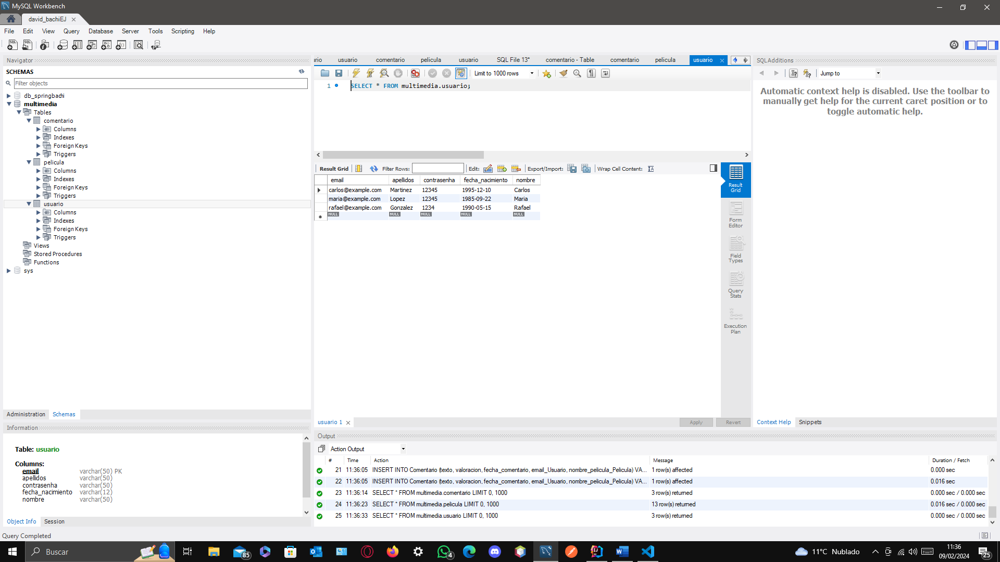 MySQL Workbench
david_bachiEJ
File Edit View Query Database Server Tools Scripting Help
Navigator
SCHEMAS
Filter objects
db_springbachi
multimedia
Tables
comentario
Columns
Indexes
Foreign Keys
Triggers
pelicula
Columns
Indexes
Foreign Keys
Triggers
usuario
Columns
Indexes
Foreign Keys
Triggers
Views
Stored Procedures
Functions
sys
Administration Schemas
Information
Table: usuario
Columns:
email varchar(50) PK
apellidos varchar(50)
contrasenha varchar(50)
fecha_nacimiento varchar(12)
nombre varchar(50)
Object Info Session
Query Completed
rio usuario comentario pelicula usuario SQL File 13* comentario - Table comentario pelicula usuario
Limit to 1000 rows
1 SELECT * FROM multimedia.usuario;
Result Grid Filter Rows: Edit: Export/Import: Wrap Cell Content:
email apellidos contrasenha fecha_nacimiento nombre
carlos@example.com Martinez 12345 1995-12-10 Carlos
maria@example.com Lopez 12345 1985-09-22 Maria
rafael@example.com Gonzalez 1234 1990-05-15 Rafael
NULL NULL NULL NULL NULL
Result
Grid
Form
Editor
Field
Types
Query
Stats
Execution
Plan
usuario 1
Apply Revert
SQLAdditions
Jump to
Automatic context help is disabled. Use the toolbar to
manually get help for the current caret position or to
toggle automatic help.
Context Help Snippets
Output
Action Output
# Time Action Message Duration / Fetch
21 11:36:05 INSERT INTO Comentario (texto, valoracion, fecha_comentario, email_Usuario, nombre_pelicula_Pelicula) VA... 1 row(s) affected 0.000 sec
22 11:36:05 INSERT INTO Comentario (texto, valoracion, fecha_comentario, email_Usuario, nombre_pelicula_Pelicula) VA... 1 row(s) affected 0.016 sec
23 11:36:14 SELECT * FROM multimedia.comentario LIMIT 0, 1000 3 row(s) returned 0.000 sec / 0.000 sec
24 11:36:23 SELECT * FROM multimedia.pelicula LIMIT 0, 1000 13 row(s) returned 0.016 sec / 0.000 sec
25 11:36:33 SELECT * FROM multimedia.usuario LIMIT 0, 1000 3 row(s) returned 0.000 sec / 0.000 sec
Buscar
85
4
11°C Nublado
11:36
09/02/2024
25